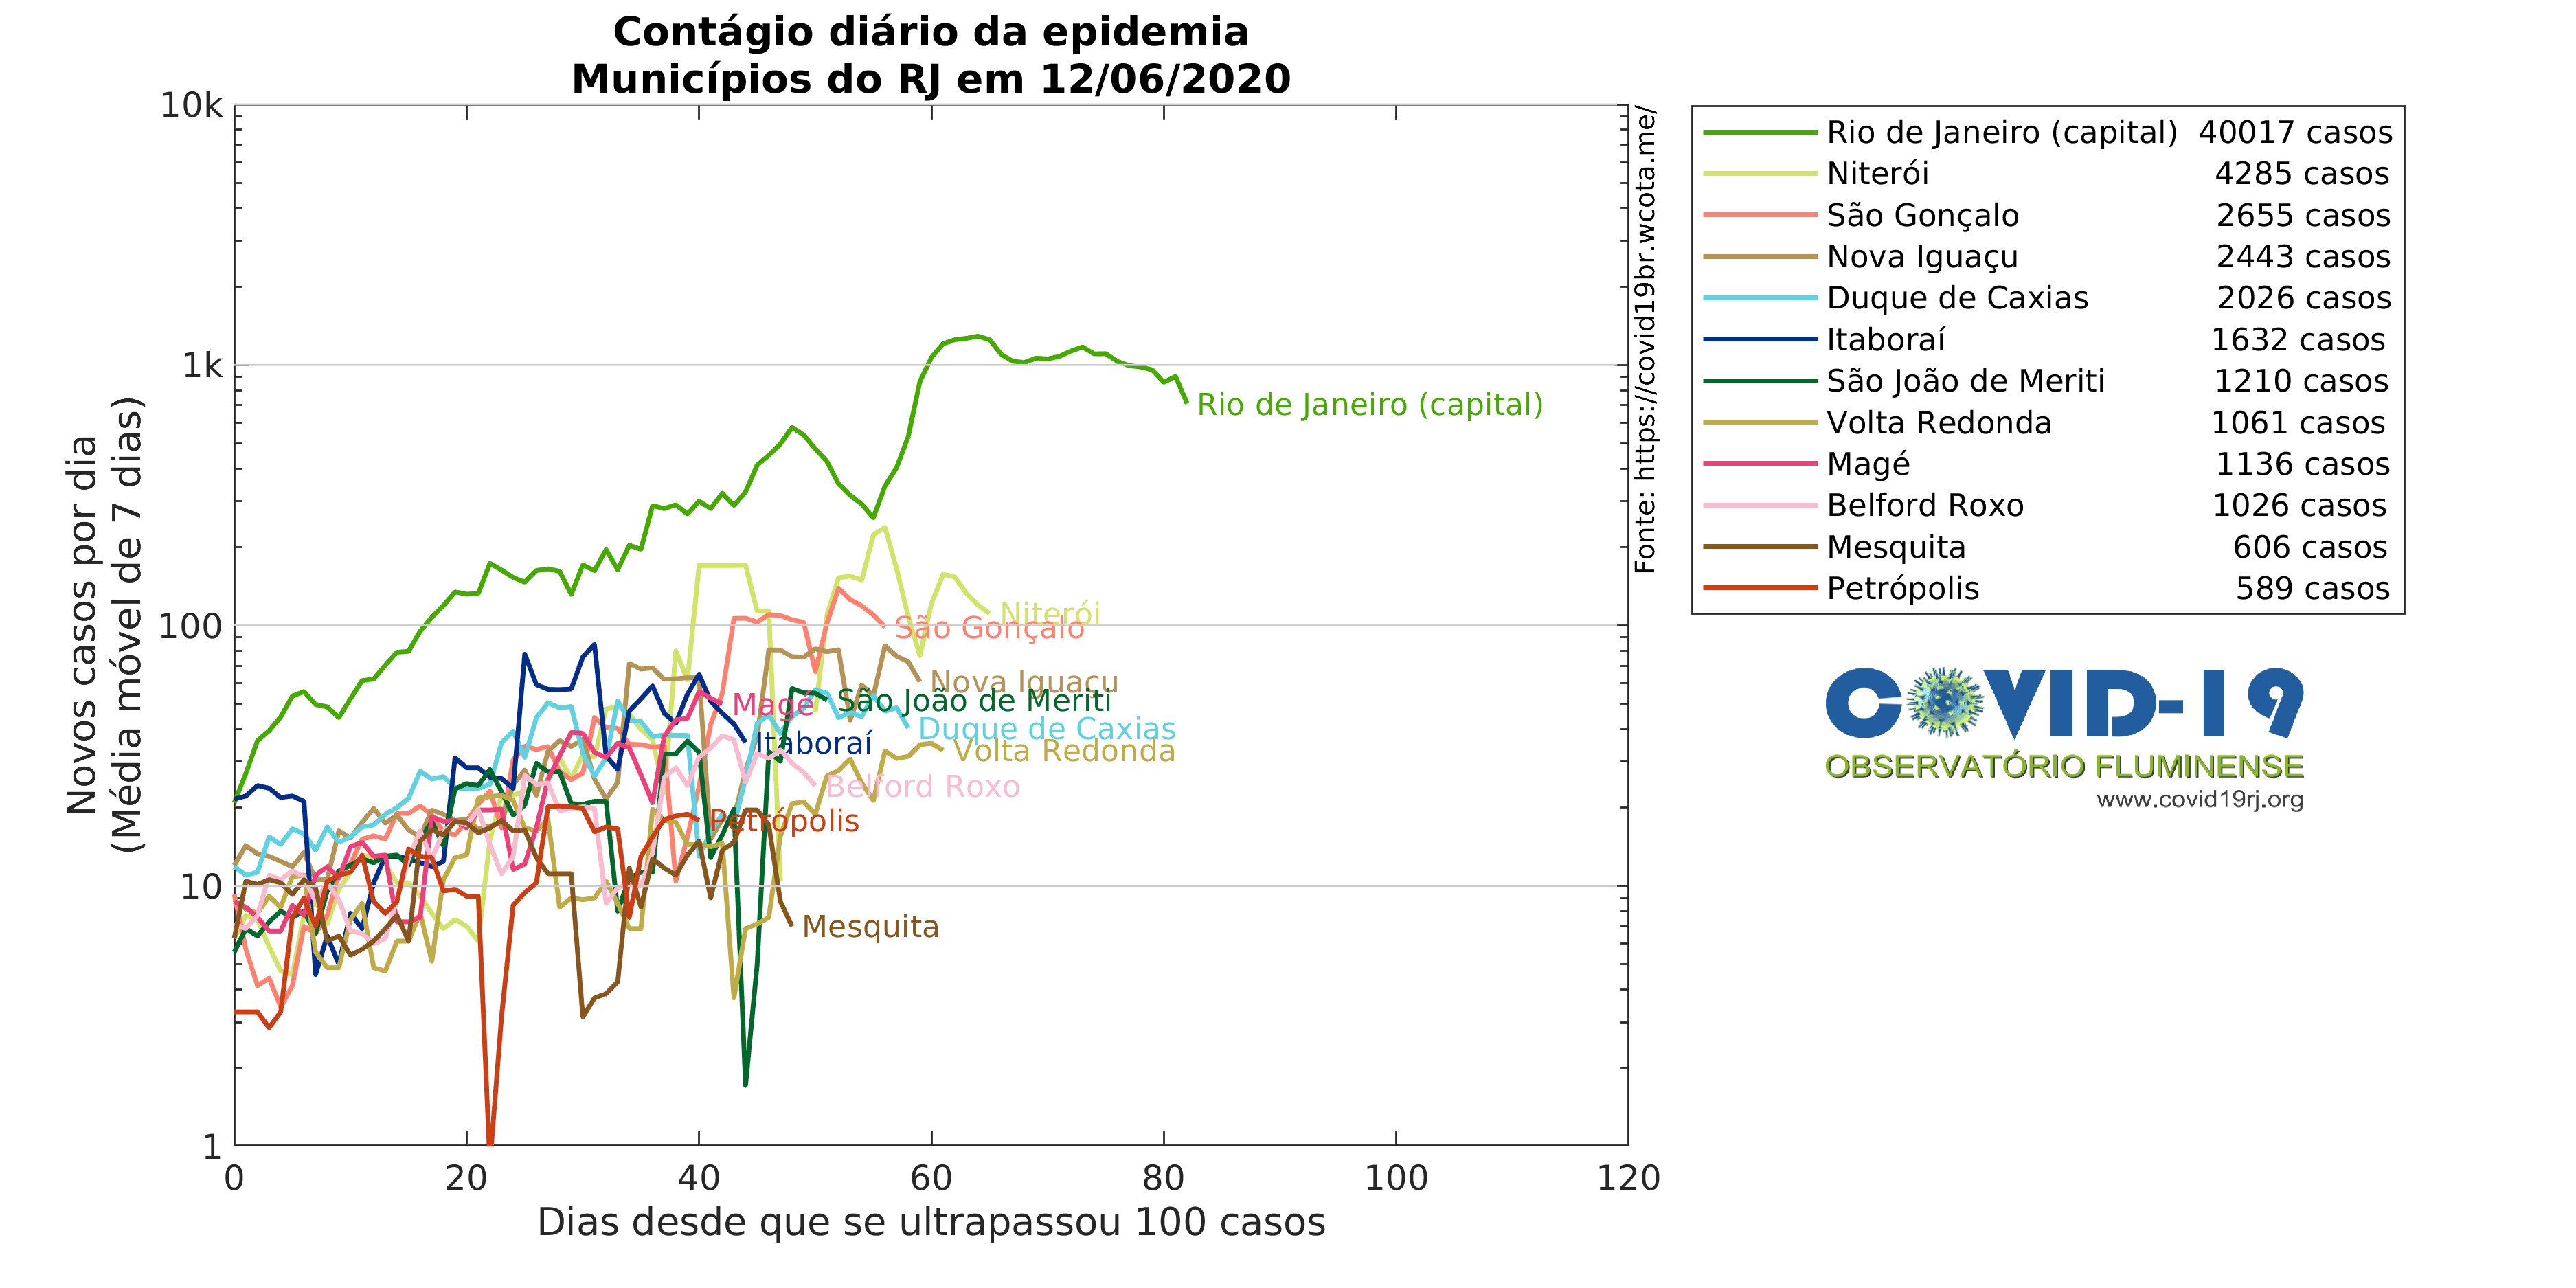 Contágio diário da epidemia
Municípios do RJ em 12/06/2020
Novos casos por dia
(Média móvel de 7 dias)
10k
1k
100
10
1
0 20 40 60 80 100 120
Dias desde que se ultrapassou 100 casos
Rio de Janeiro (capital)
Niterói
São Gonçalo
Nova Iguaçu
São João de Meriti
Magé
Duque de Caxias
Itaboraí
Volta Redonda
Belford Roxo
Petrópolis
Mesquita
Fonte: https://covid19br.wcota.me/
Rio de Janeiro (capital) 40017 casos
Niterói 4285 casos
São Gonçalo 2655 casos
Nova Iguaçu 2443 casos
Duque de Caxias 2026 casos
Itaboraí 1632 casos
São João de Meriti 1210 casos
Volta Redonda 1061 casos
Magé 1136 casos
Belford Roxo 1026 casos
Mesquita 606 casos
Petrópolis 589 casos
COVID-19
OBSERVATÓRIO FLUMINENSE
www.covid19rj.org